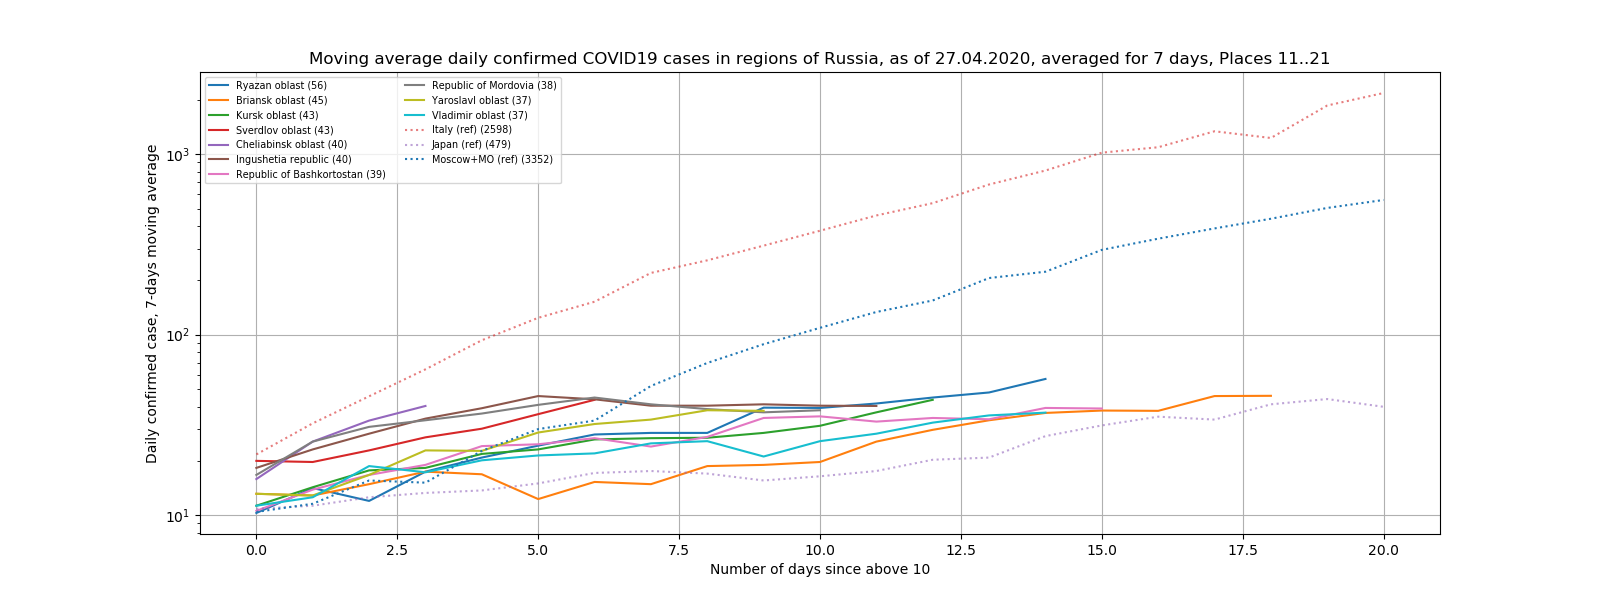 Moving average daily confirmed COVID19 cases in regions of Russia, as of 27.04.2020, averaged for 7 days, Places 11..21
Ryazan oblast (56)
Briansk oblast (45)
Kursk oblast (43)
Sverdlov oblast (43)
Cheliabinsk oblast (40)
Ingushetia republic (40)
Republic of Bashkortostan (39)
Republic of Mordovia (38)
Yaroslavl oblast (37)
Vladimir oblast (37)
Italy (ref) (2598)
Japan (ref) (479)
Moscow+MO (ref) (3352)
Daily confirmed case, 7-days moving average
10³
10²
10¹
0.0 2.5 5.0 7.5 10.0 12.5 15.0 17.5 20.0
Number of days since above 10